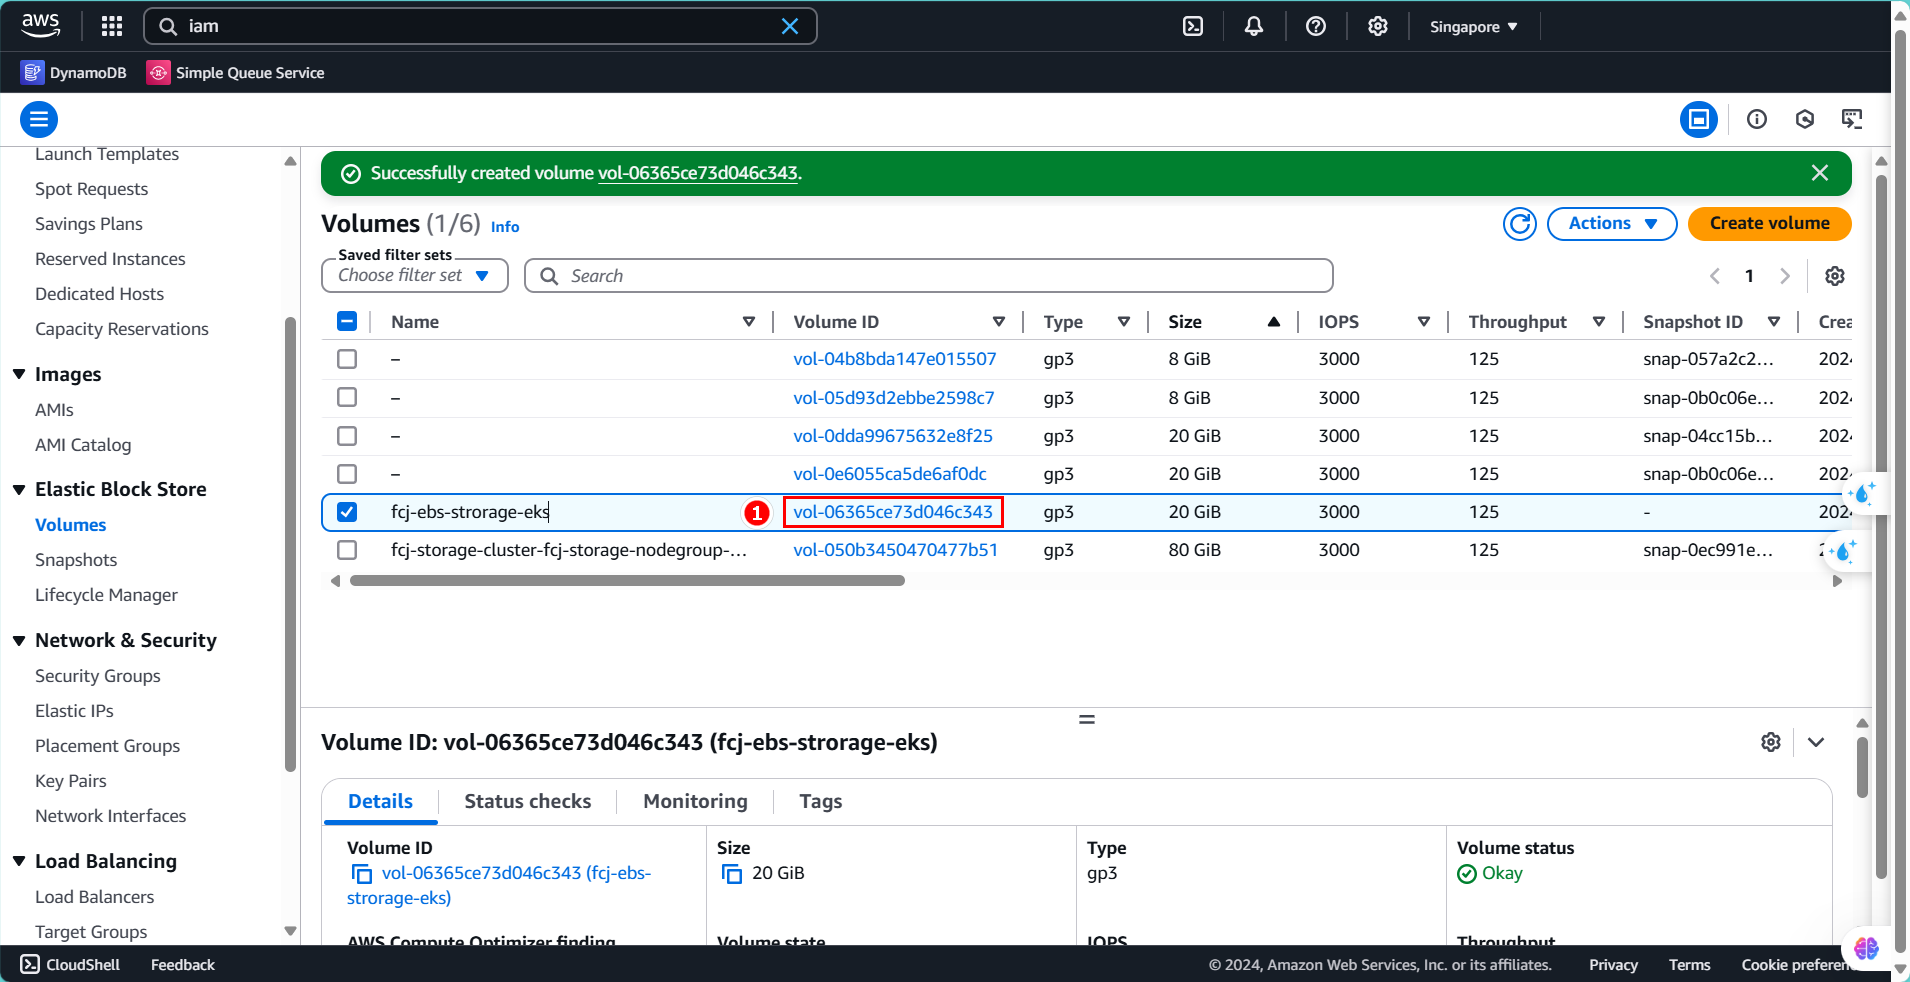 aws
iam
Singapore
DynamoDB
Simple Queue Service
Launch Templates
Spot Requests
Savings Plans
Reserved Instances
Dedicated Hosts
Capacity Reservations
Images
AMIs
AMI Catalog
Elastic Block Store
Volumes
Snapshots
Lifecycle Manager
Network & Security
Security Groups
Elastic IPs
Placement Groups
Key Pairs
Network Interfaces
Load Balancing
Load Balancers
Target Groups
Successfully created volume vol-06365ce73d046c343.
Volumes (1/6) Info
Actions
Create volume
Saved filter sets
Choose filter set
Search
1
Name Volume ID Type Size IOPS Throughput Snapshot ID Crea
– vol-04b8bda147e015507 gp3 8 GiB 3000 125 snap-057a2c2... 2024
– vol-05d93d2ebbe2598c7 gp3 8 GiB 3000 125 snap-0b0c06e... 2024
– vol-0dda99675632e8f25 gp3 20 GiB 3000 125 snap-04cc15b... 2024
– vol-0e6055ca5de6af0dc gp3 20 GiB 3000 125 snap-0b0c06e... 2024
fcj-ebs-strorage-eks 1 vol-06365ce73d046c343 gp3 20 GiB 3000 125 - 2024
fcj-storage-cluster-fcj-storage-nodegroup-... vol-050b3450470477b51 gp3 80 GiB 3000 125 snap-0ec991e...
Volume ID: vol-06365ce73d046c343 (fcj-ebs-strorage-eks)
Details
Status checks
Monitoring
Tags
Volume ID
vol-06365ce73d046c343 (fcj-ebs-
strorage-eks)
Size
20 GiB
Type
gp3
Volume status
Okay
AWS Compute Optimizer finding
Volume state
IOPS
Throughput
CloudShell
Feedback
© 2024, Amazon Web Services, Inc. or its affiliates.
Privacy
Terms
Cookie preferen